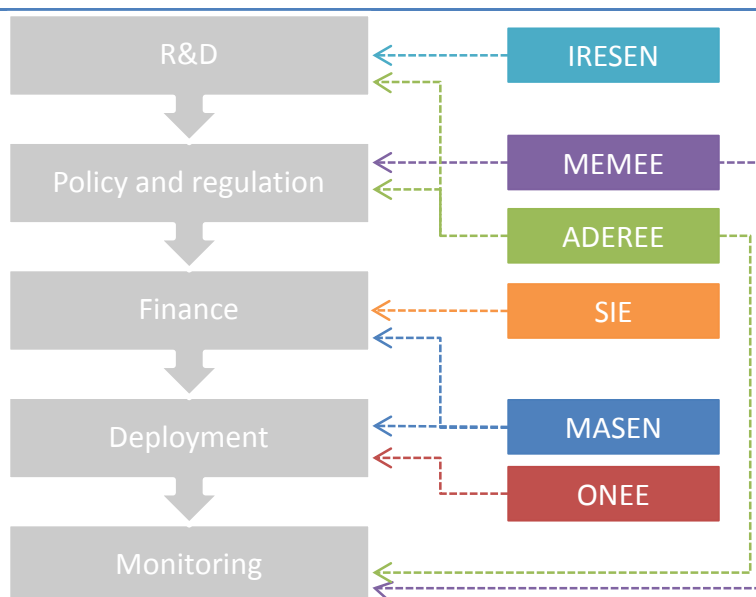 R&D
IRESEN
Policy and regulation
MEMEE
ADEREE
Finance
SIE
Deployment
MASEN
ONEE
Monitoring